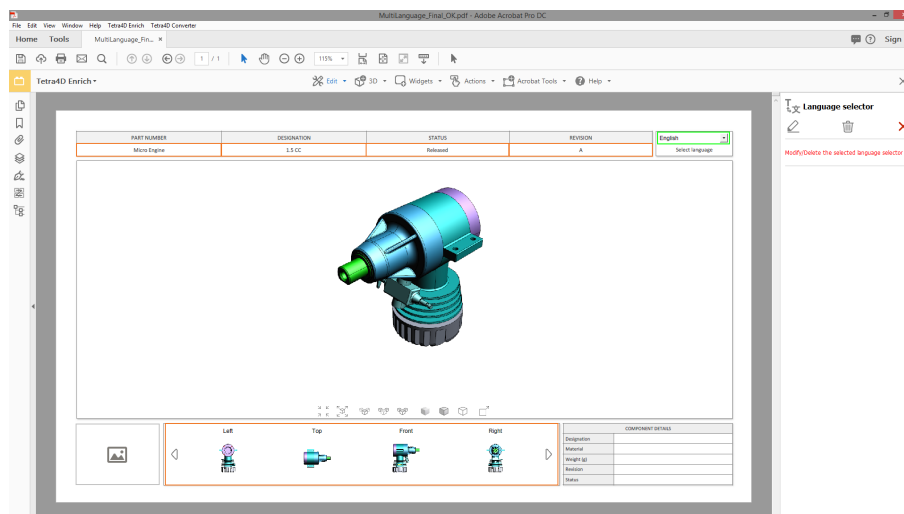 MultiLanguage_Final_OK.pdf - Adobe Acrobat Pro DC
File Edit View Window Help Tetra4D Enrich Tetra4D Converter
Home Tools MultiLanguage_Fin... × Sign
1 / 1 115%
Tetra4D Enrich Edit 3D Widgets Actions Acrobat Tools Help
Language selector
Modify/Delete the selected language selector
PART NUMBER DESIGNATION STATUS REVISION English
Micro Engine 1.5 CC Released A Select language
Left Top Front Right
COMPONENT DETAILS
Designation
Material
Weight (g)
Revision
Status